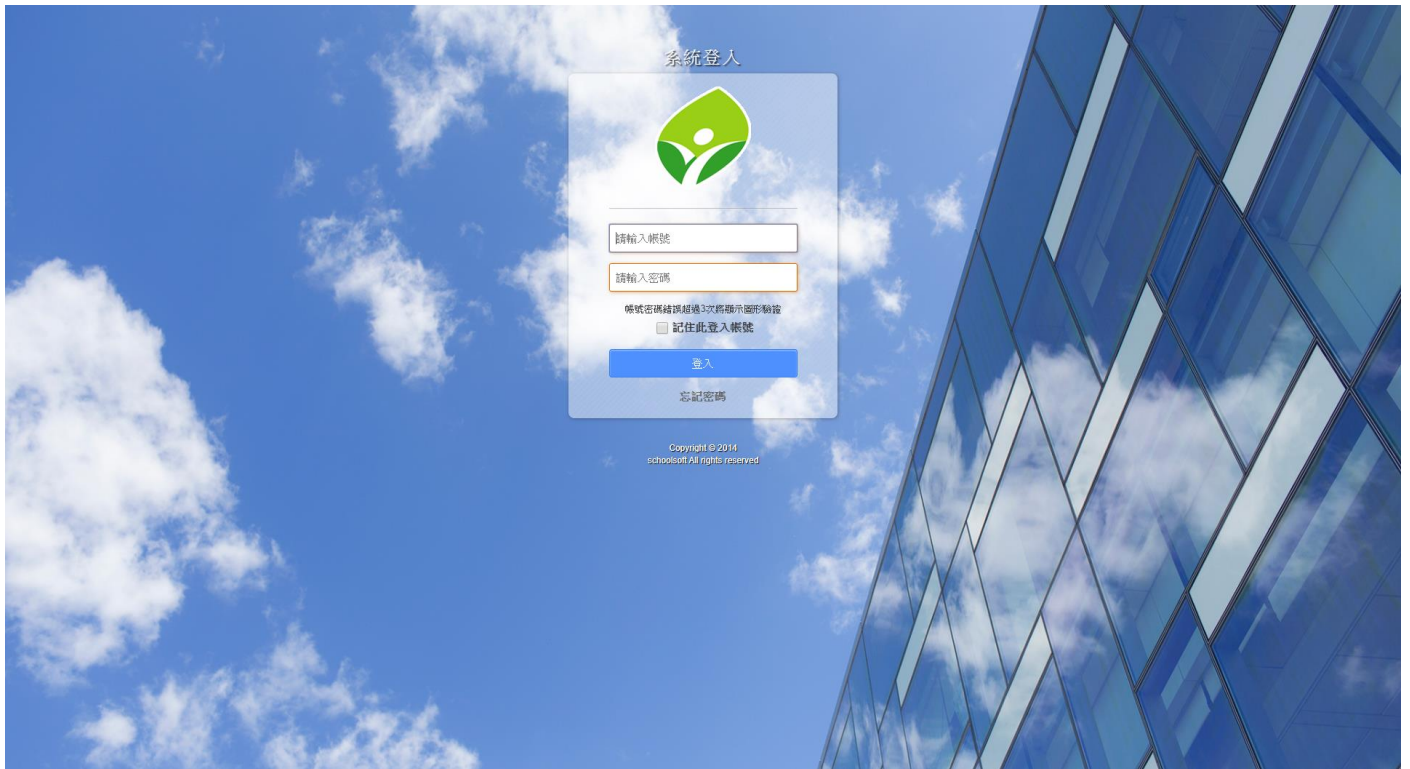 系統登入
請輸入帳號
請輸入密碼
帳號密碼錯誤超過3次將顯示圖形驗證
記住此登入帳號
登入
忘記密碼
Copyright © 2014
schoolsoft All rights reserved